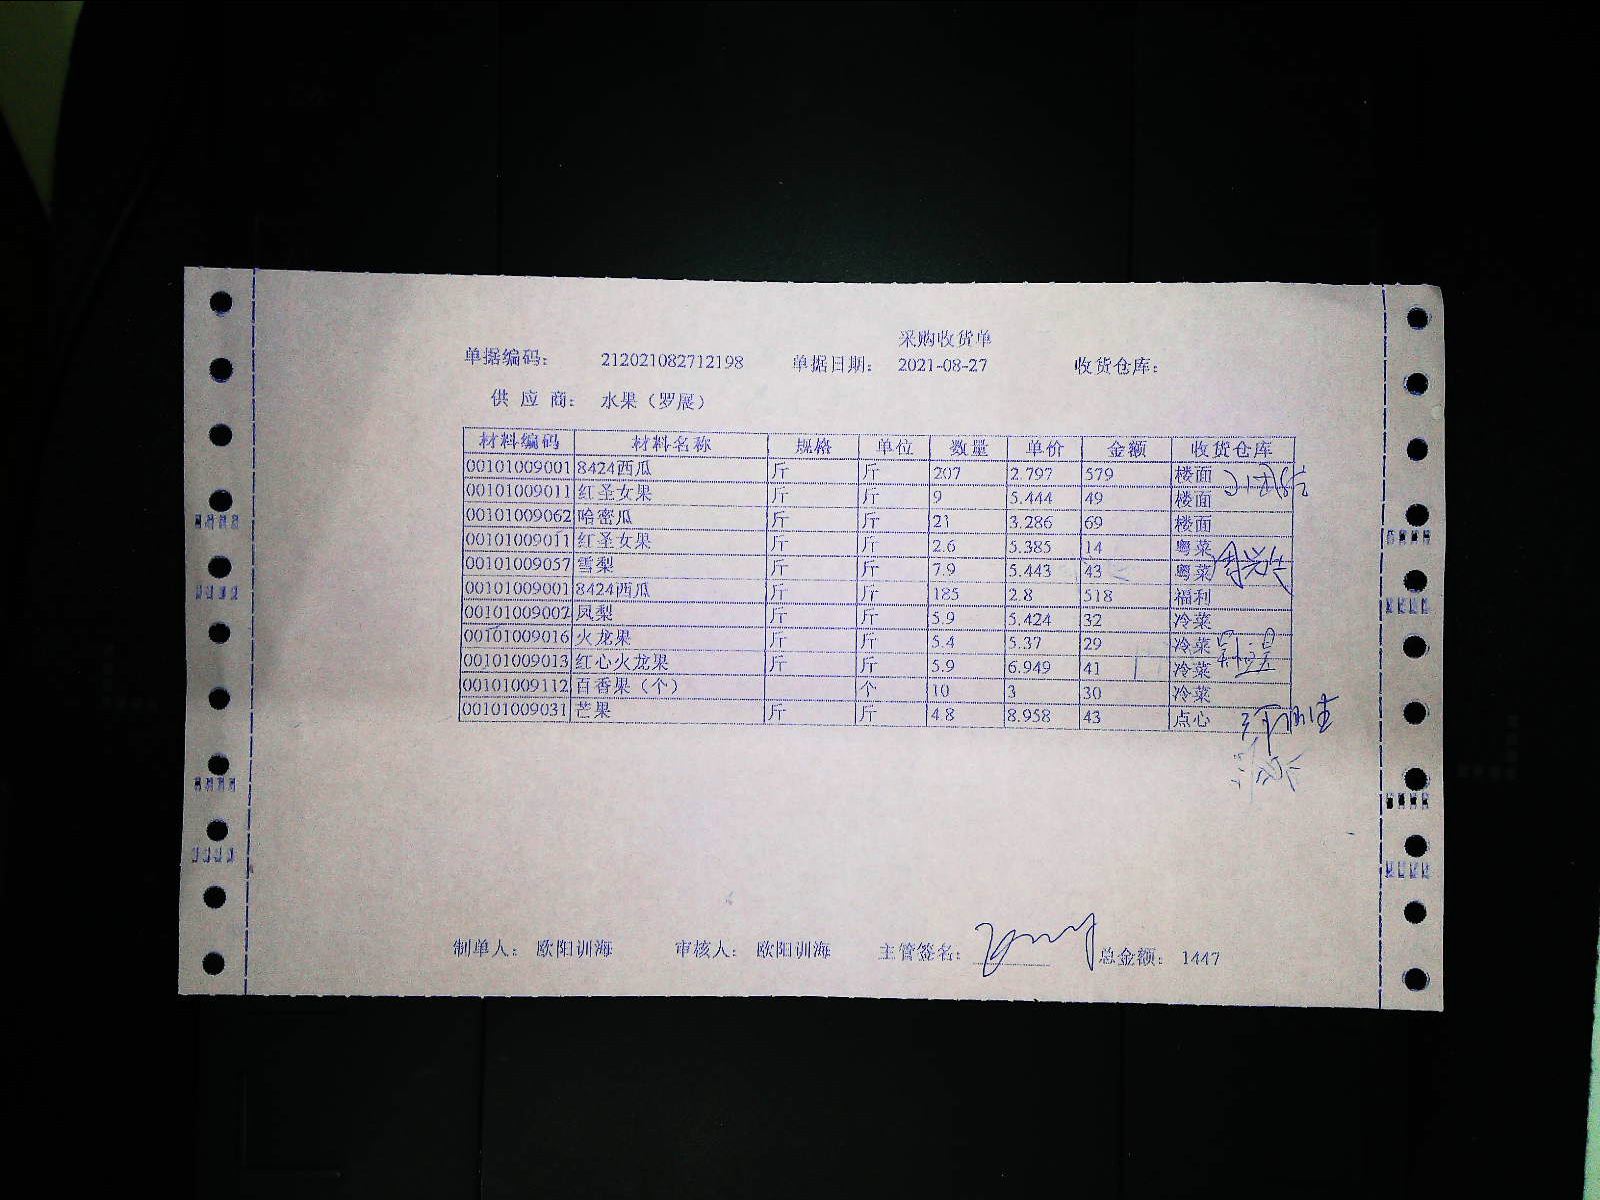 采购收货单
单据编码: 212021082712198 单据日期: 2021-08-27 收货仓库:
供 应 商: 水果（罗展）
材料编码 材料名称 规格 单位 数量 单价 金额 收货仓库
00101009001 8424西瓜 斤 斤 207 2.797 579 楼面
00101009011 红圣女果 斤 斤 9 5.444 49 楼面
00101009062 哈密瓜 斤 斤 21 3.286 69 楼面
00101009011 红圣女果 斤 斤 2.6 5.385 14 粤菜
00101009057 雪梨 斤 斤 7.9 5.443 43 粤菜
00101009001 8424西瓜 斤 斤 185 2.8 518 福利
00101009002 凤梨 斤 斤 5.9 5.424 32 冷菜
00101009016 火龙果 斤 斤 5.4 5.37 29 冷菜
00101009013 红心火龙果 斤 斤 5.9 6.949 41 冷菜
00101009112 百香果（个） 个 10 3 30 冷菜
00101009031 芒果 斤 斤 4.8 8.958 43 点心
制单人: 欧阳训海 审核人: 欧阳训海 主管签名: 总金额: 1447